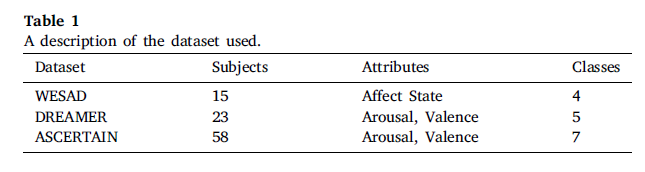 Table 1
A description of the dataset used.
Dataset Subjects Attributes Classes
WESAD 15 Affect State 4
DREAMER 23 Arousal, Valence 5
ASCERTAIN 58 Arousal, Valence 7